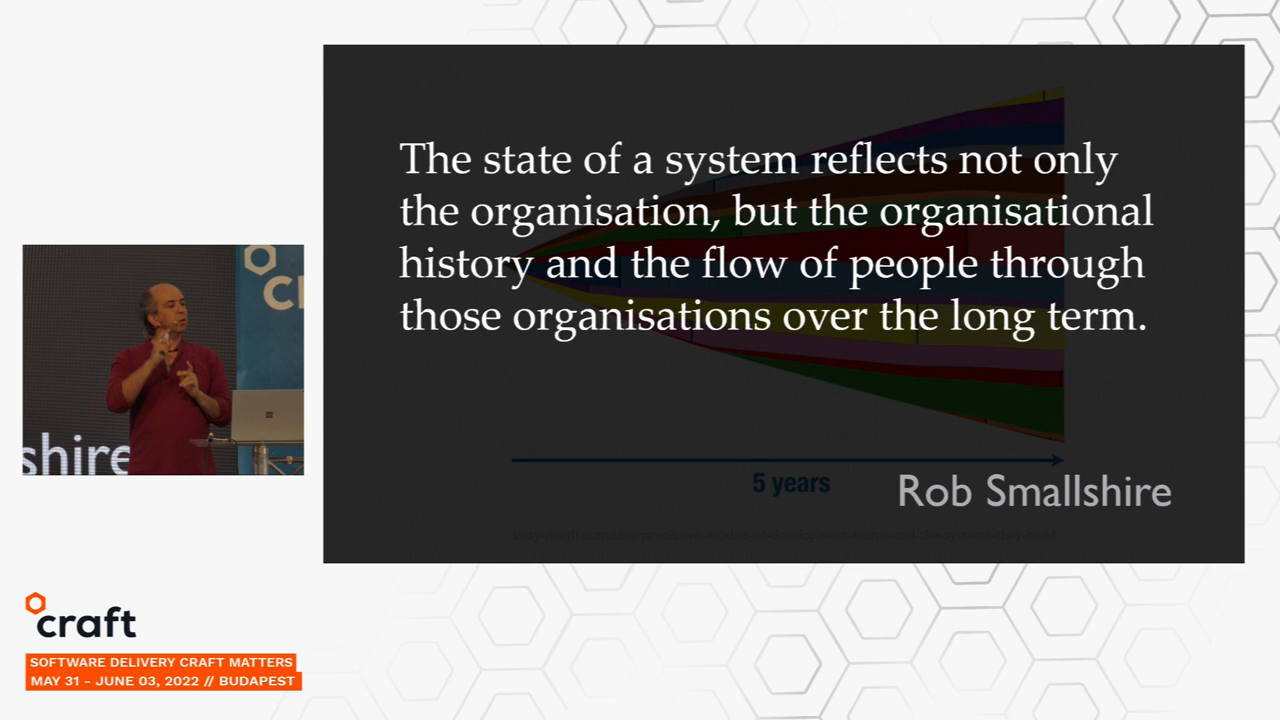 The state of a system reflects not only
the organisation, but the organisational
history and the flow of people through
those organisations over the long term.
5 years
Rob Smallshire
shire
craft
SOFTWARE DELIVERY CRAFT MATTERS
MAY 31 - JUNE 03, 2022 // BUDAPEST